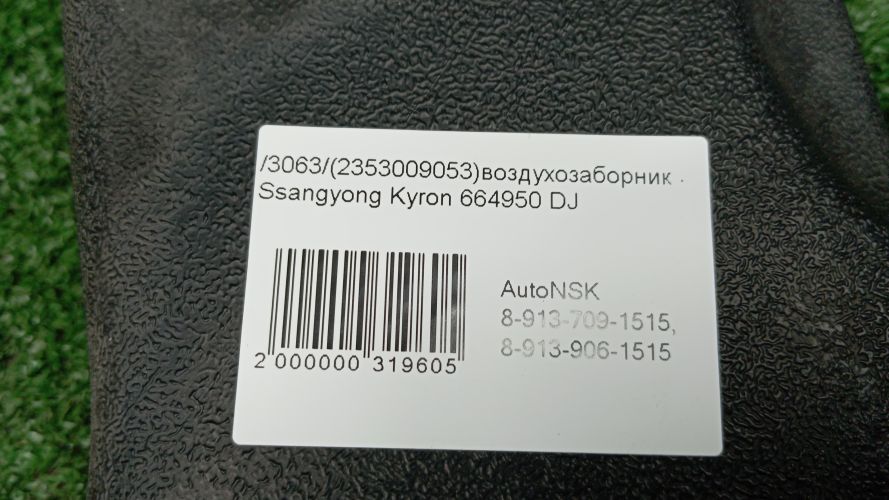 /3063/(2353009053)воздухозаборник .
Ssangyong Kyron 664950 DJ
AutoNSK
8-913-709-1515,
8-913-906-1515
2 000000 319605